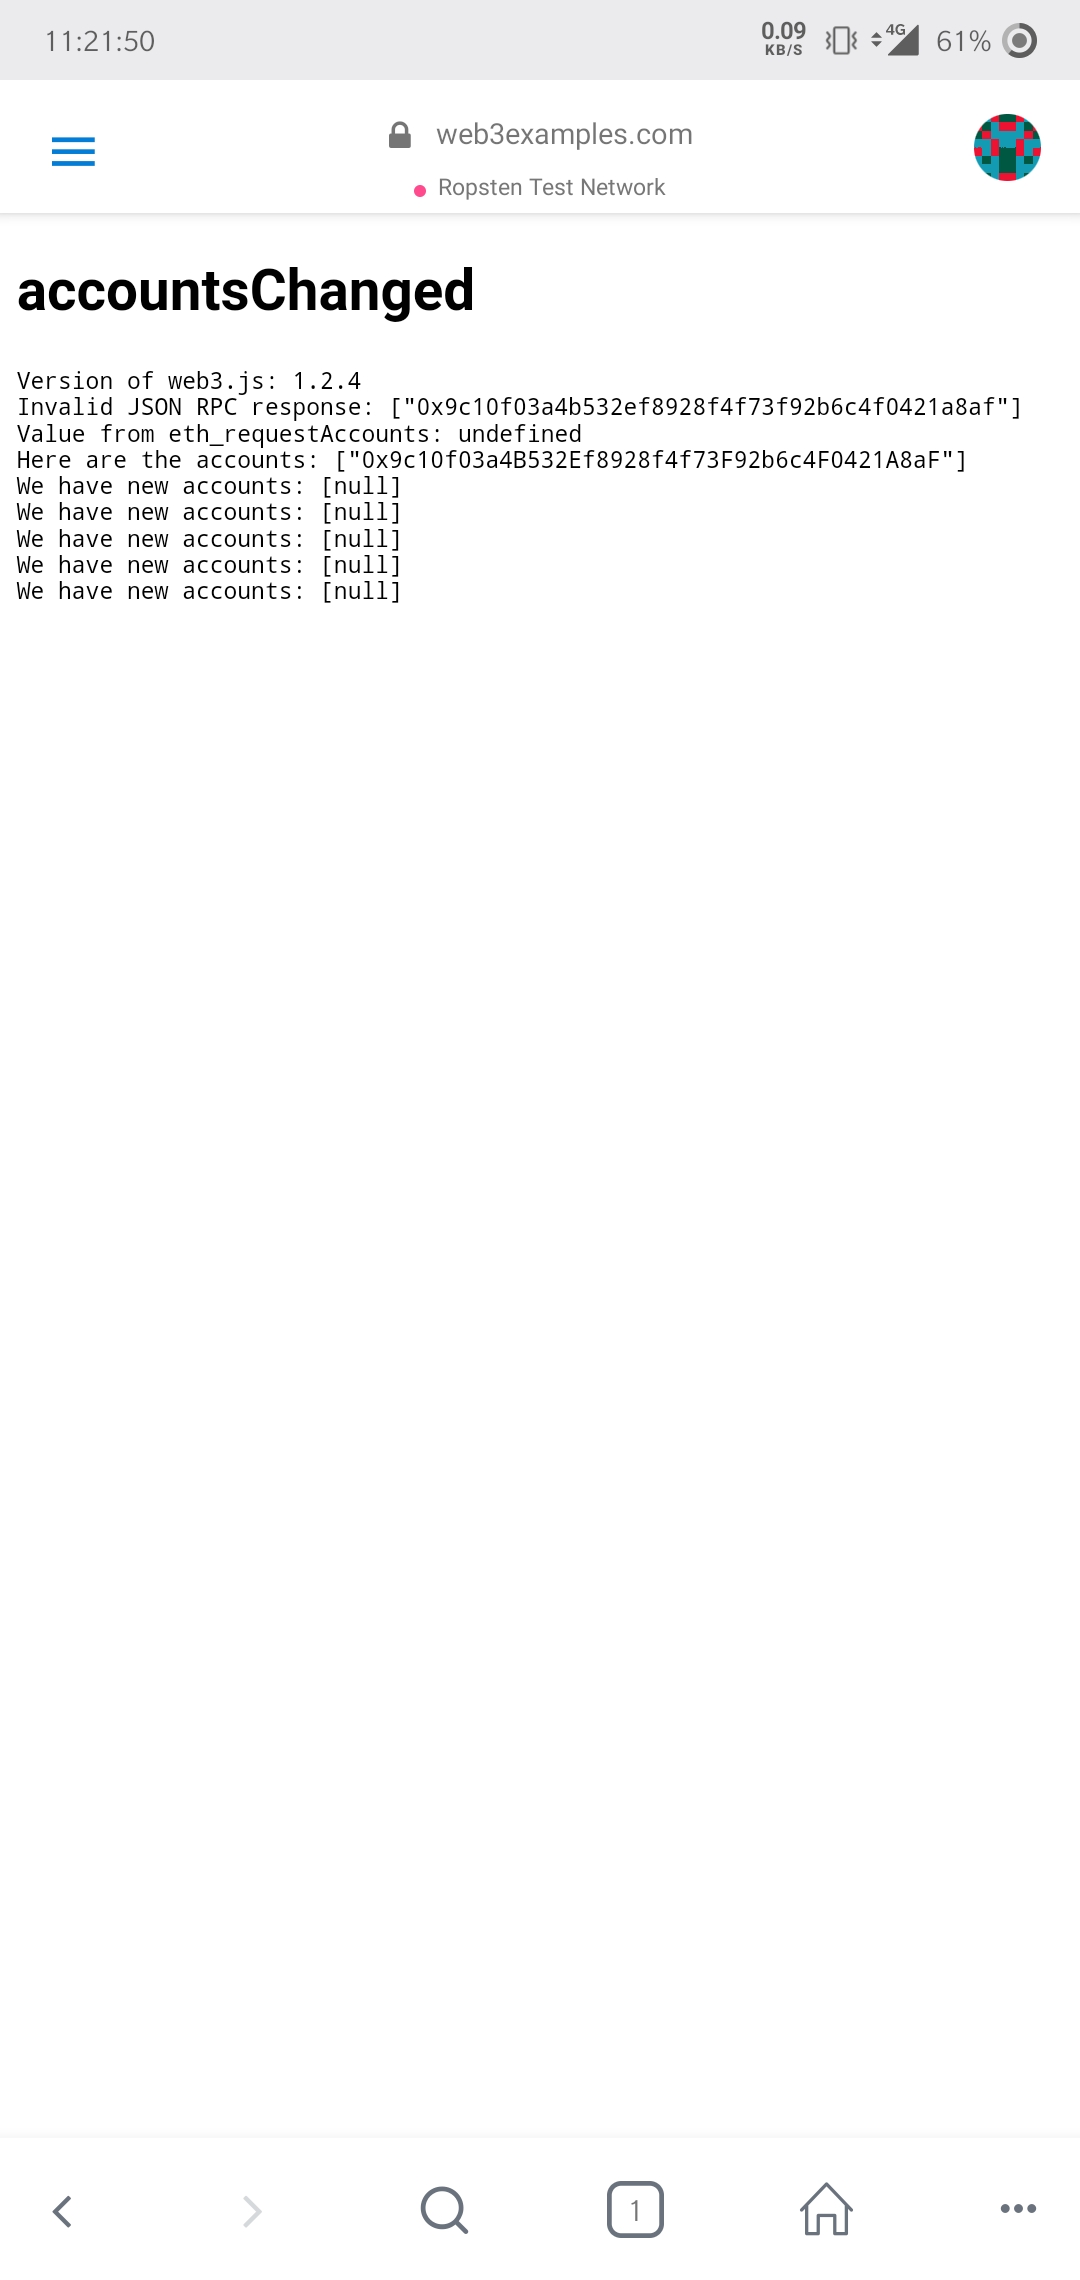 11:21:50
0.09
KB/S
4G
61%
web3examples.com
Ropsten Test Network
accountsChanged
Version of web3.js: 1.2.4
Invalid JSON RPC response: ["0x9c10f03a4b532ef8928f4f73f92b6c4f0421a8af"]
Value from eth_requestAccounts: undefined
Here are the accounts: ["0x9c10f03a4B532Ef8928f4f73F92b6c4F0421A8aF"]
We have new accounts: [null]
We have new accounts: [null]
We have new accounts: [null]
We have new accounts: [null]
We have new accounts: [null]
1